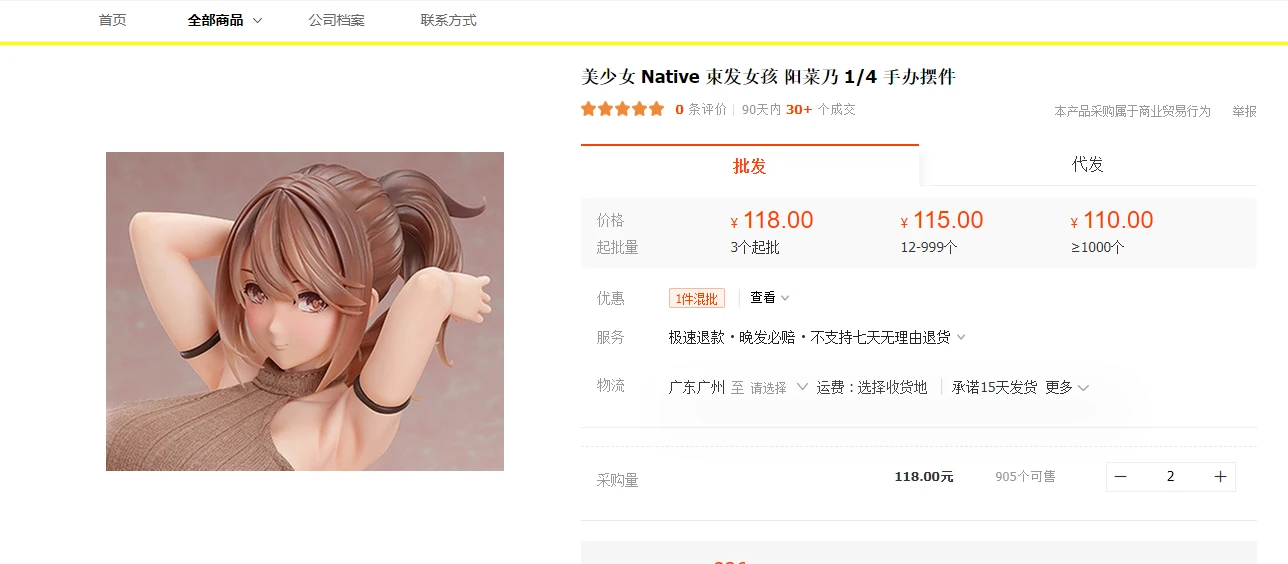 首页 全部商品 公司档案 联系方式
美少女 Native 束发女孩 阳菜乃 1/4 手办摆件
0 条评价 90天内 30+ 个成交 本产品采购属于商业贸易行为 举报
批发 代发
价格 ¥ 118.00 ¥ 115.00 ¥ 110.00
起批量 3个起批 12-999个 ≥1000个
优惠 1件混批 查看
服务 极速退款·晚发必赔·不支持七天无理由退货
物流 广东广州 至 请选择 运费：选择收货地 承诺15天发货 更多
采购量 118.00元 905个可售 − 2 +